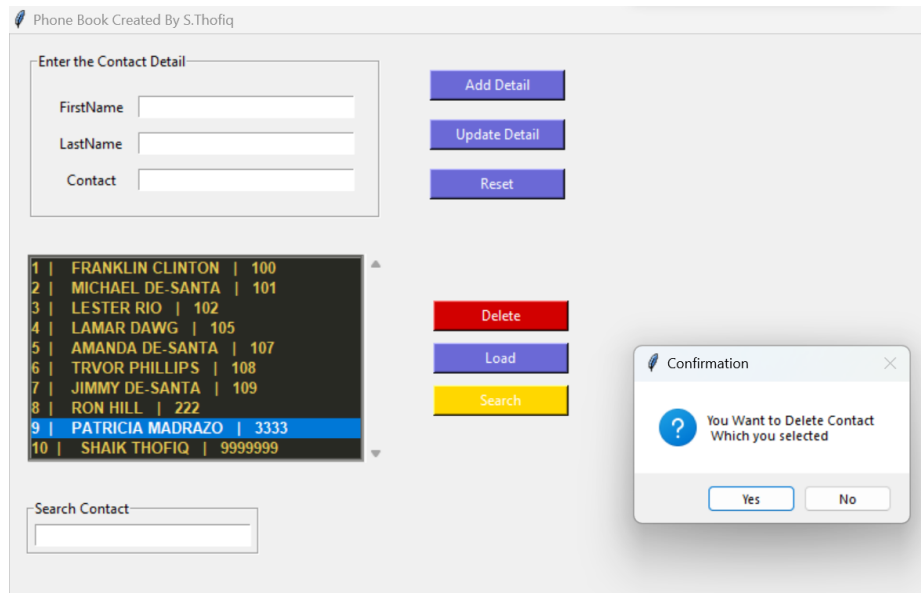 Phone Book Created By S.Thofiq
Enter the Contact Detail
FirstName
LastName
Contact
Add Detail
Update Detail
Reset
1 | FRANKLIN CLINTON | 100
2 | MICHAEL DE-SANTA | 101
3 | LESTER RIO | 102
4 | LAMAR DAWG | 105
5 | AMANDA DE-SANTA | 107
6 | TRVOR PHILLIPS | 108
7 | JIMMY DE-SANTA | 109
8 | RON HILL | 222
9 | PATRICIA MADRAZO | 3333
10 | SHAIK THOFIQ | 9999999
Delete
Load
Search
Search Contact
Confirmation
You Want to Delete Contact
Which you selected
Yes No